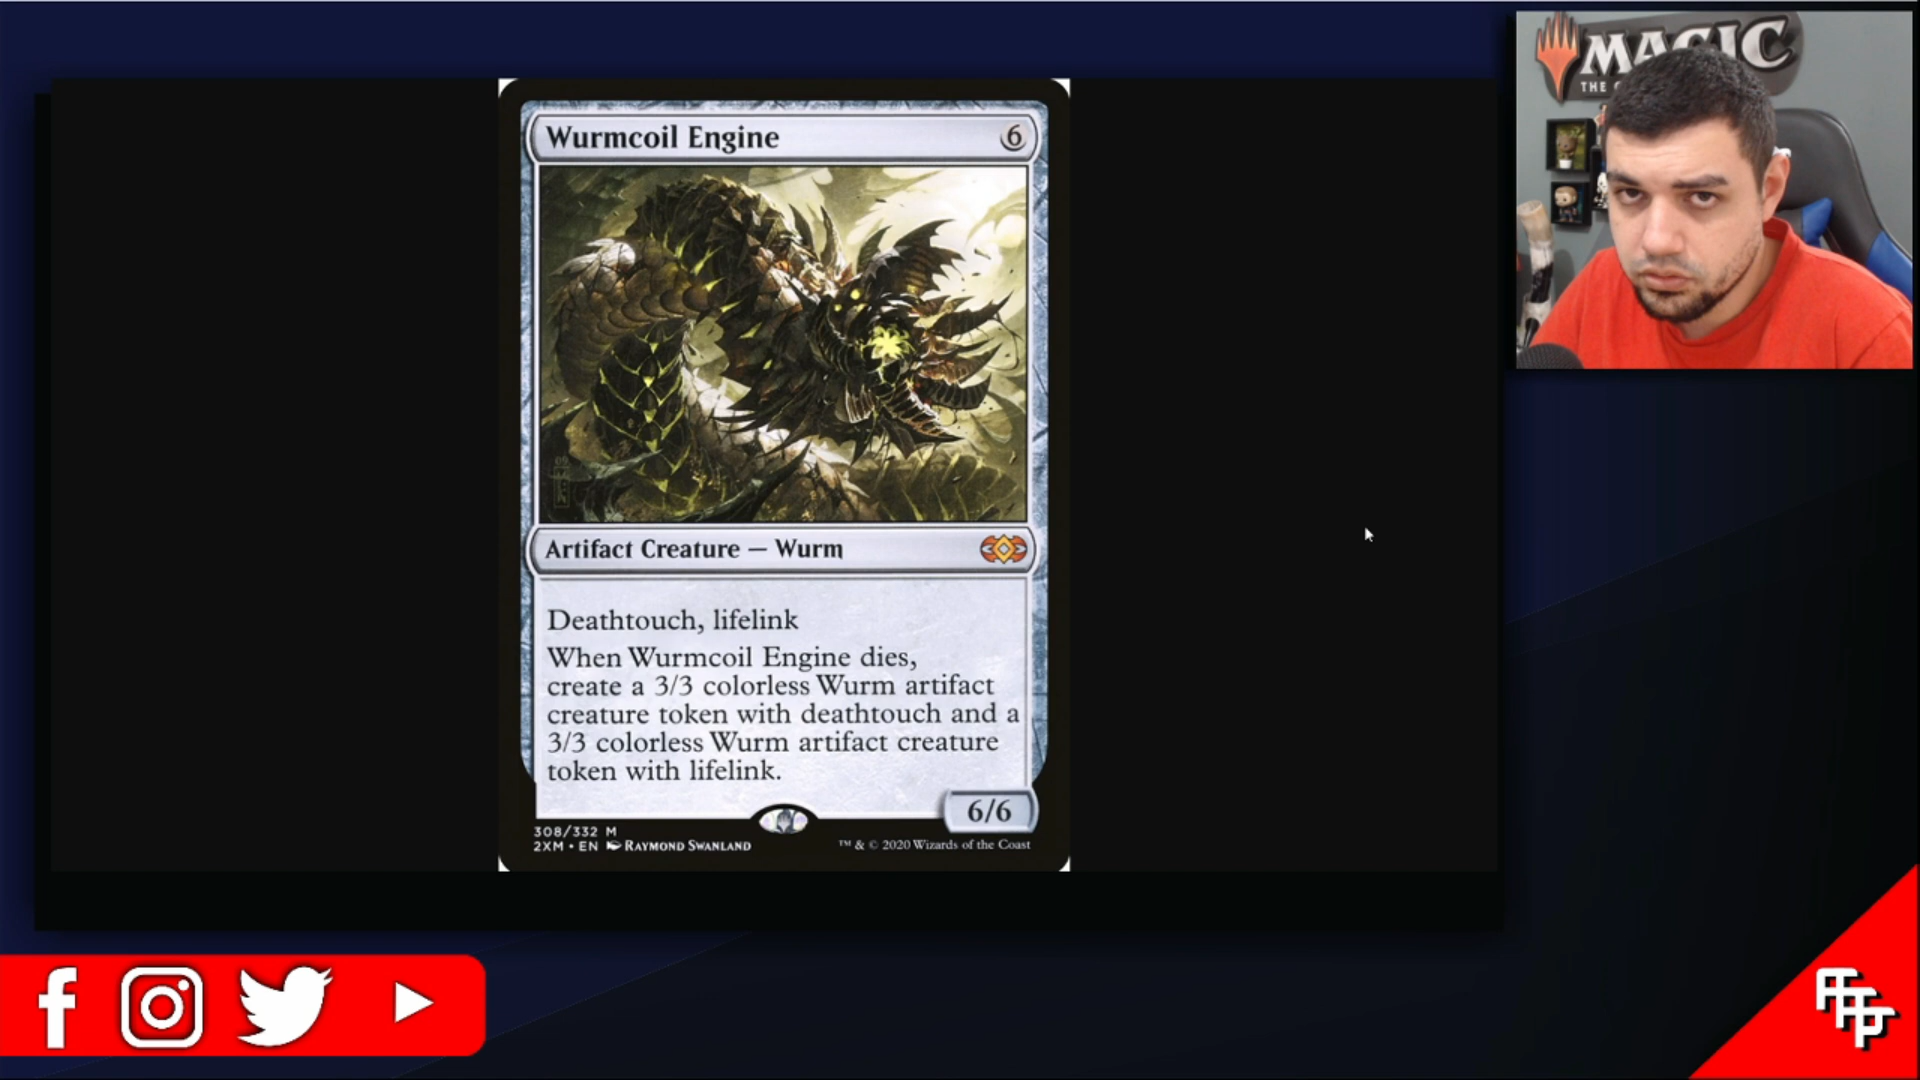 Wurmcoil Engine 6
Artifact Creature — Wurm
Deathtouch, lifelink
When Wurmcoil Engine dies,
create a 3/3 colorless Wurm artifact
creature token with deathtouch and a
3/3 colorless Wurm artifact creature
token with lifelink.
6/6
308/332 M
2XM • EN RAYMOND SWANLAND
™ & © 2020 Wizards of the Coast
MAGIC
THE
f